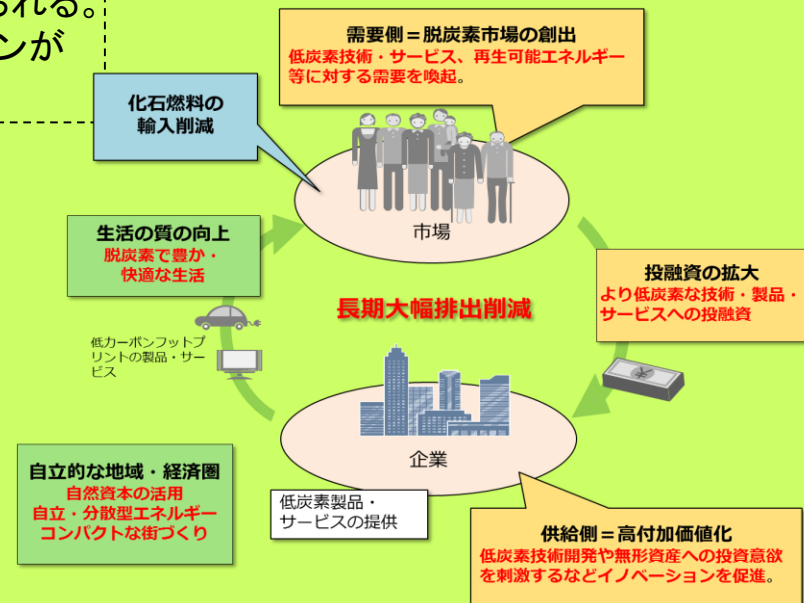 られる。
ンが
需要側＝脱炭素市場の創出
低炭素技術・サービス、再生可能エネルギー
等に対する需要を喚起。
化石燃料の
輸入削減
市場
生活の質の向上
脱炭素で豊か・
快適な生活
投融資の拡大
より低炭素な技術・製品・
サービスへの投融資
長期大幅排出削減
低カーボンフットプ
リントの製品・サー
ビス
¥
企業
自立的な地域・経済圏
自然資本の活用
自立・分散型エネルギー
コンパクトな街づくり
低炭素製品・
サービスの提供
供給側＝高付加価値化
低炭素技術開発や無形資産への投資意欲
を刺激するなどイノベーションを促進。